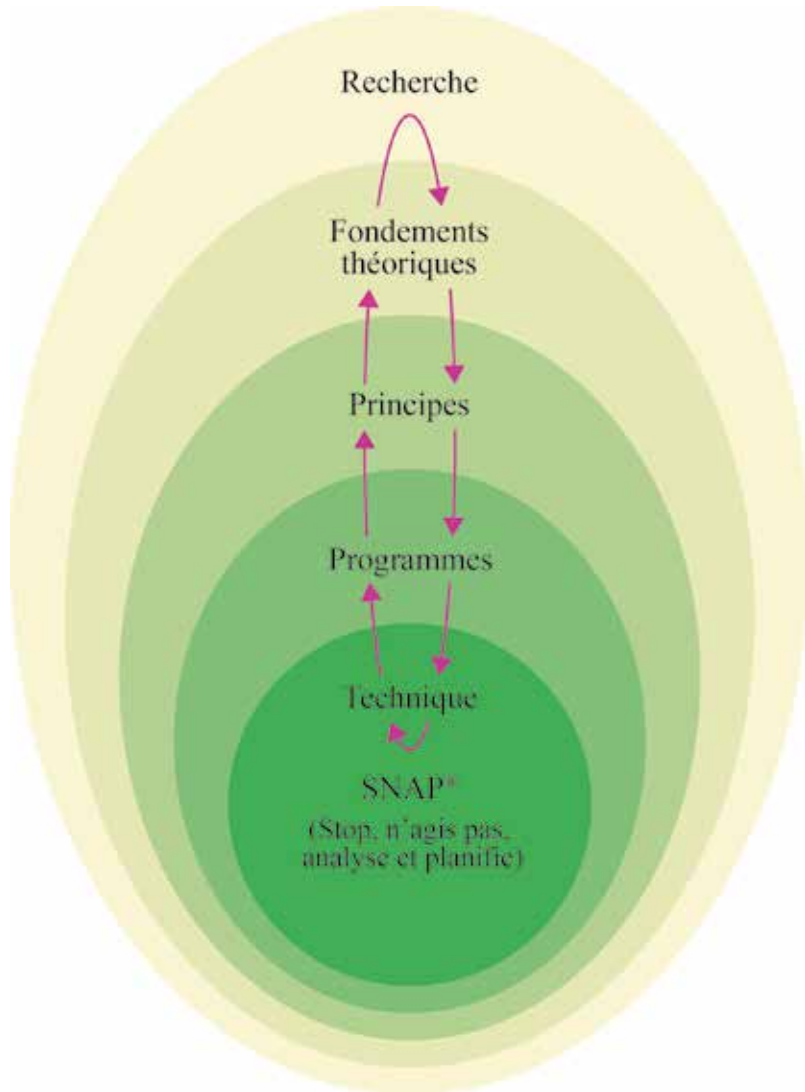 Recherche
Fondements
théoriques
Principes
Programmes
Technique
SNAP®
(Stop, n'agis pas,
analyse et planifie)